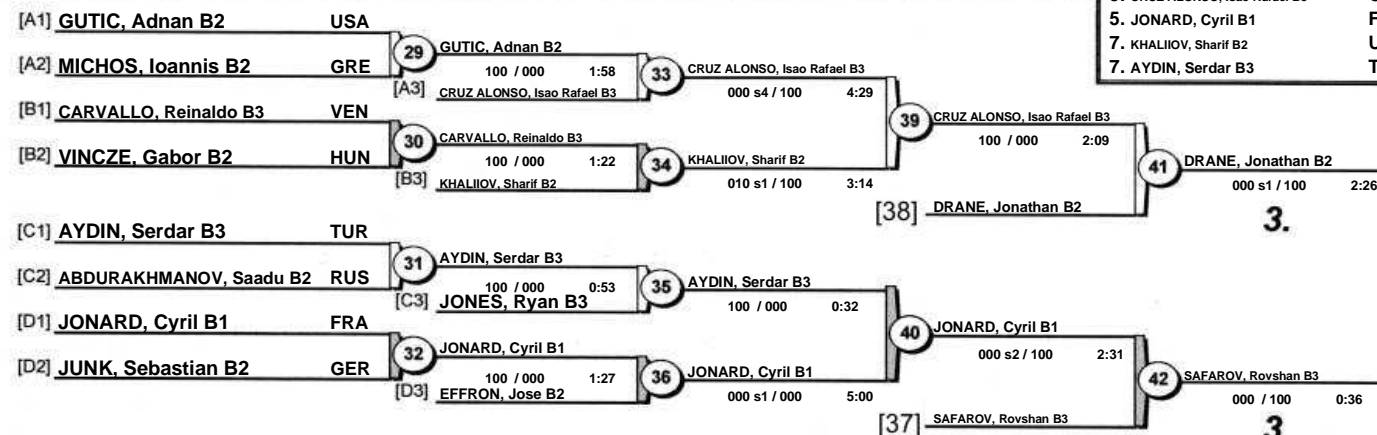 5. JONARD, Cyril B1 F
7. KHALIIOV, Sharif B2 U
7. AYDIN, Serdar B3 T
[A1] GUTIC, Adnan B2 USA
[A2] MICHOS, Ioannis B2 GRE
29
GUTIC, Adnan B2
100 / 000 1:58
[A3] CRUZ ALONSO, Isao Rafael B3
33
CRUZ ALONSO, Isao Rafael B3
000 s4 / 100 4:29
[B1] CARVALLO, Reinaldo B3 VEN
[B2] VINCZE, Gabor B2 HUN
30
CARVALLO, Reinaldo B3
100 / 000 1:22
[B3] KHALIIOV, Sharif B2
34
KHALIIOV, Sharif B2
010 s1 / 100 3:14
39
CRUZ ALONSO, Isao Rafael B3
100 / 000 2:09
[38] DRANE, Jonathan B2
41
DRANE, Jonathan B2
000 s1 / 100 2:26
3.
[C1] AYDIN, Serdar B3 TUR
[C2] ABDURAKHMANOV, Saadu B2 RUS
31
AYDIN, Serdar B3
100 / 000 0:53
[C3] JONES, Ryan B3
35
AYDIN, Serdar B3
100 / 000 0:32
[D1] JONARD, Cyril B1 FRA
[D2] JUNK, Sebastian B2 GER
32
JONARD, Cyril B1
100 / 000 1:27
[D3] EFFRON, Jose B2
36
JONARD, Cyril B1
000 s1 / 000 5:00
40
JONARD, Cyril B1
000 s2 / 100 2:31
[37] SAFAROV, Rovshan B3
42
SAFAROV, Rovshan B3
000 / 100 0:36
3